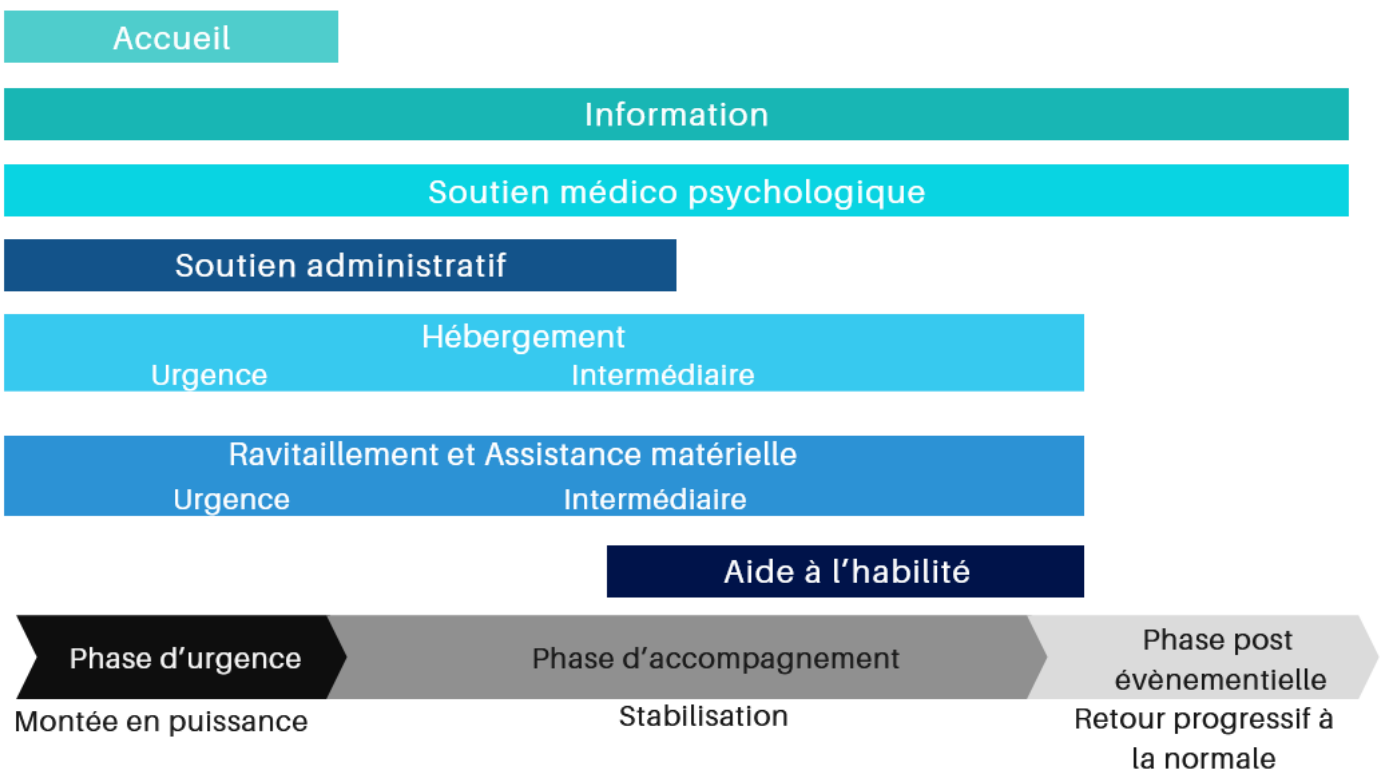 Accueil
Information
Soutien médico psychologique
Soutien administratif
Hébergement
Urgence Intermédiaire
Ravitaillement et Assistance matérielle
Urgence Intermédiaire
Aide à l’habilité
Phase d’urgence
Phase d’accompagnement
Phase post
évènementielle
Montée en puissance
Stabilisation
Retour progressif à
la normale